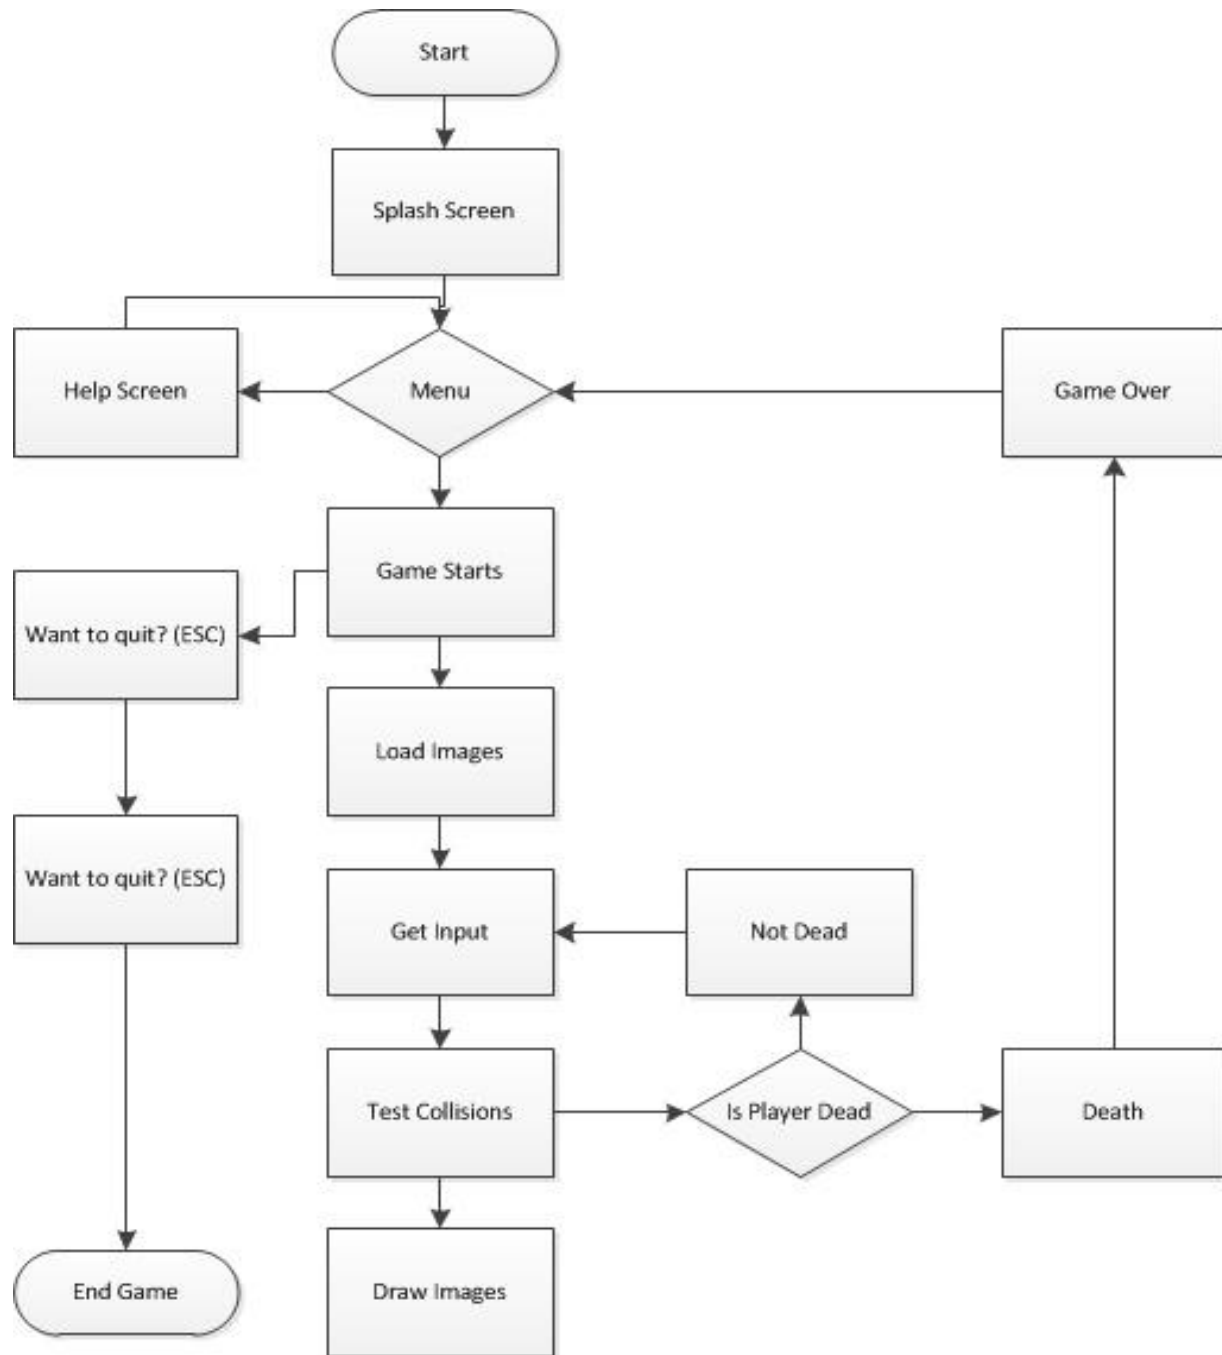 Start
Splash Screen
Help Screen
Menu
Game Over
Game Starts
Want to quit? (ESC)
Load Images
Want to quit? (ESC)
Get Input
Not Dead
Test Collisions
Is Player Dead
Death
End Game
Draw Images